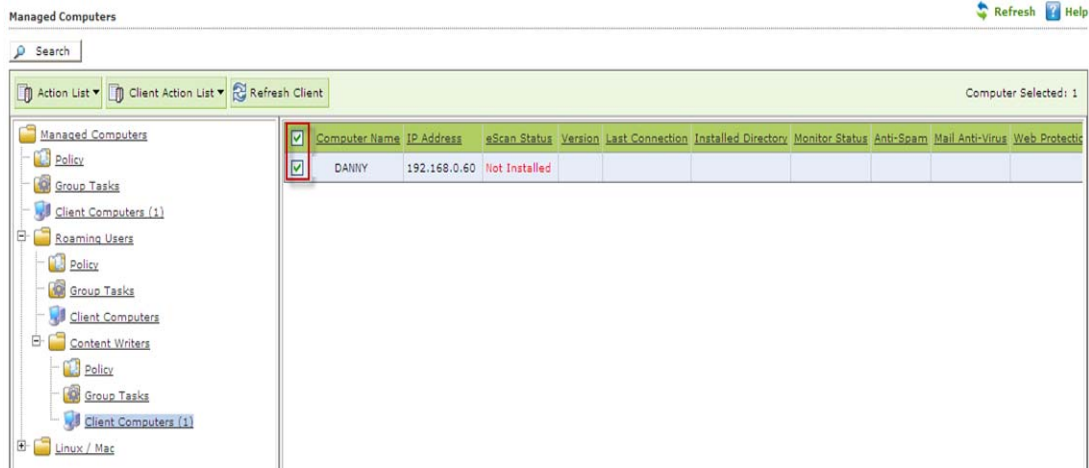 Managed Computers
Refresh Help
Search
Action List Client Action List Refresh Client
Computer Selected: 1
Managed Computers
Policy
Group Tasks
Client Computers (1)
Roaming Users
Policy
Group Tasks
Client Computers
Content Writers
Policy
Group Tasks
Client Computers (1)
Linux / Mac
Computer Name IP Address eScan Status Version Last Connection Installed Directory Monitor Status Anti-Spam Mail Anti-Virus Web Protectio
DANNY 192.168.0.60 Not Installed